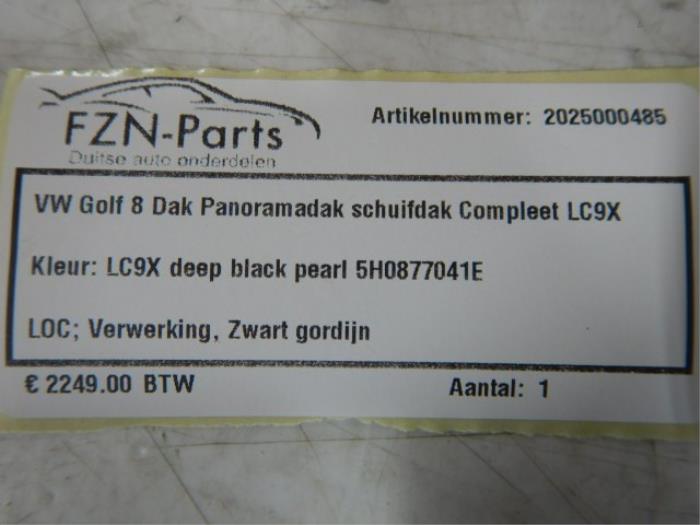 FZN-Parts
Duitse auto onderdelen
Artikelnummer: 2025000485
VW Golf 8 Dak Panoramadak schuifdak Compleet LC9X
Kleur: LC9X deep black pearl 5H0877041E
LOC; Verwerking, Zwart gordijn
€ 2249.00 BTW
Aantal: 1